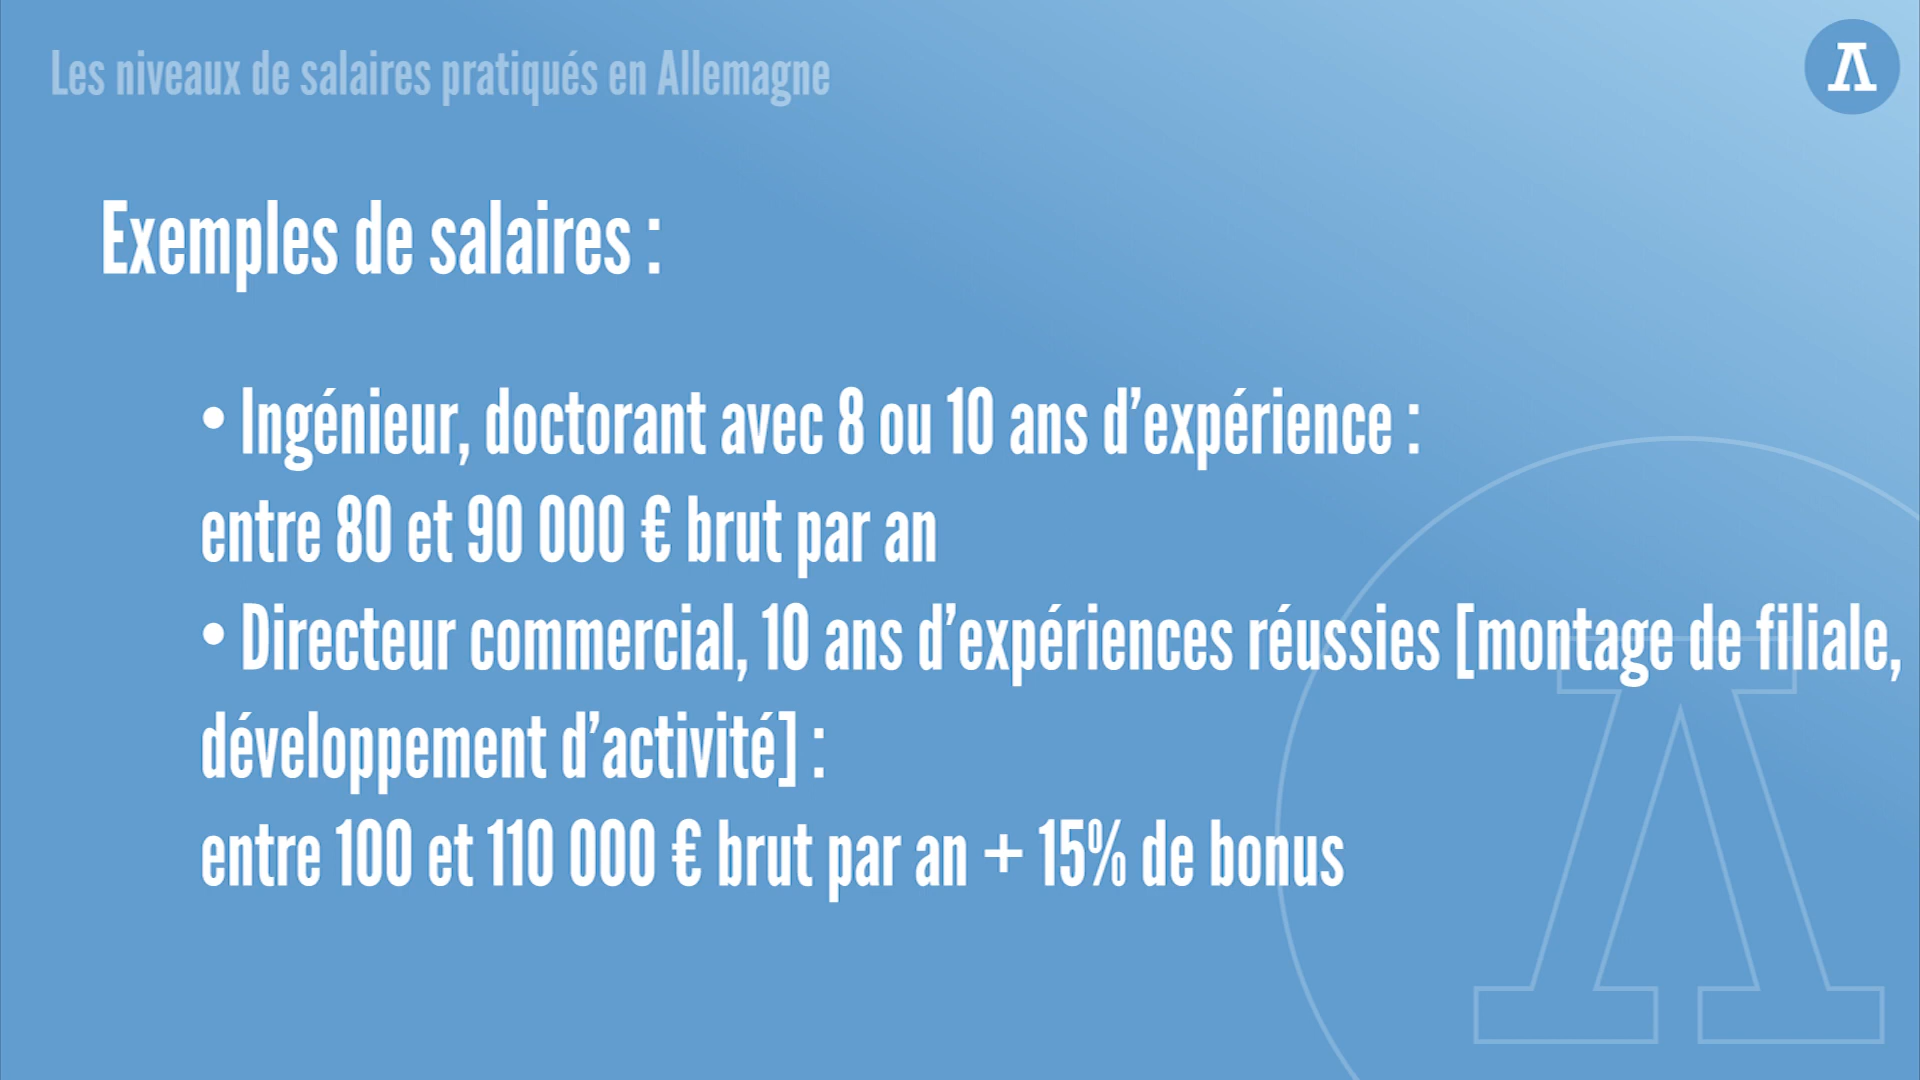 Les niveaux de salaires pratiqués en Allemagne
Exemples de salaires :
• Ingénieur, doctorant avec 8 ou 10 ans d’expérience :
entre 80 et 90 000 € brut par an
• Directeur commercial, 10 ans d’expériences réussies [montage de filiale,
développement d’activité] :
entre 100 et 110 000 € brut par an + 15% de bonus